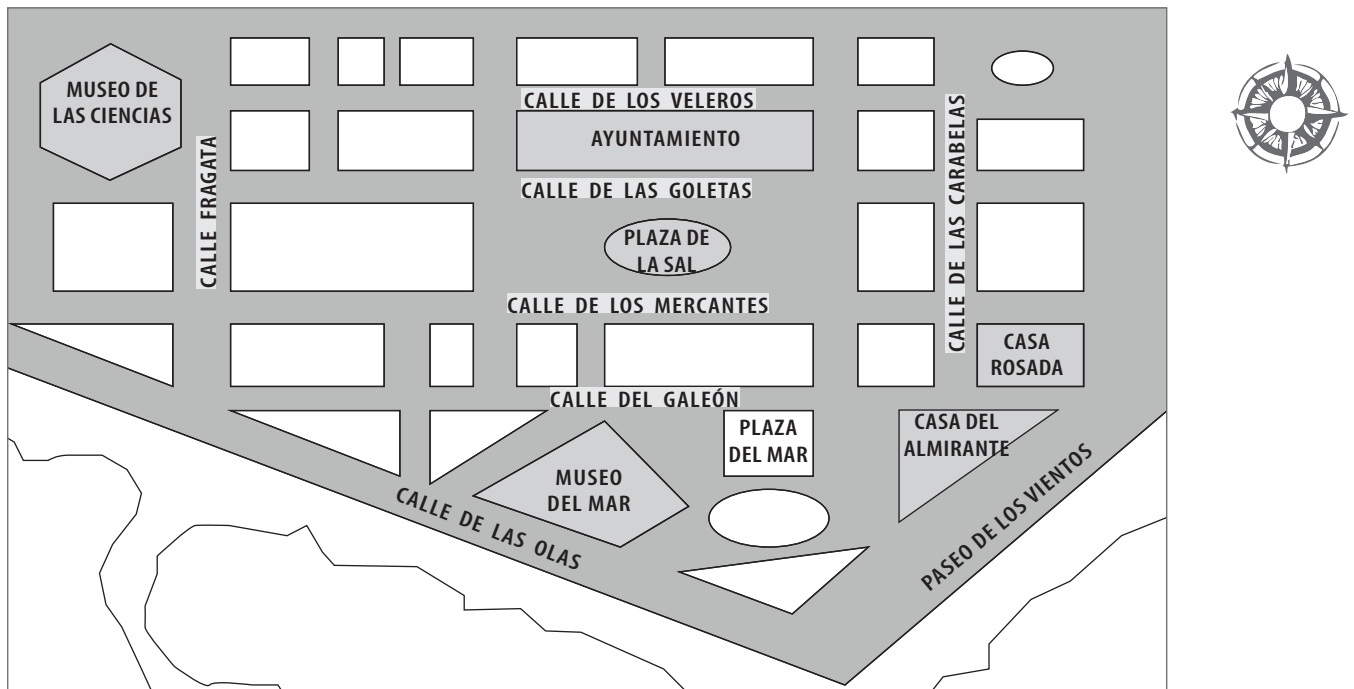 MUSEO DE
LAS CIENCIAS
CALLE DE LOS VELEROS
AYUNTAMIENTO
CALLE FRAGATA
CALLE DE LAS GOLETAS
CALLE DE LAS CARABELAS
PLAZA DE
LA SAL
CALLE DE LOS MERCANTES
CASA
ROSADA
CALLE DEL GALEÓN
PLAZA
DEL MAR
CASA DEL
ALMIRANTE
MUSEO
DEL MAR
CALLE DE LAS OLAS
PASEO DE LOS VIENTOS